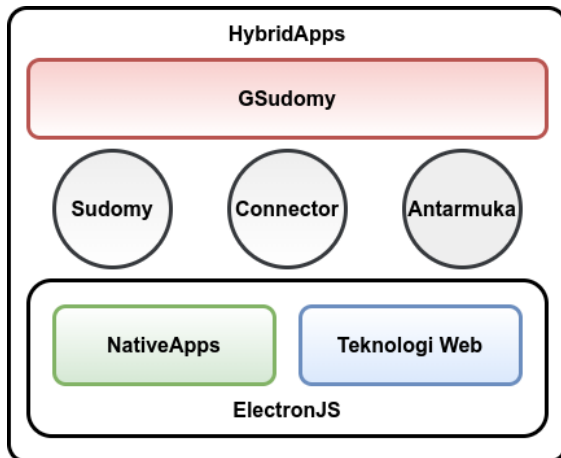 HybridApps
GSudomy
Sudomy
Connector
Antarmuka
NativeApps
Teknologi Web
ElectronJS